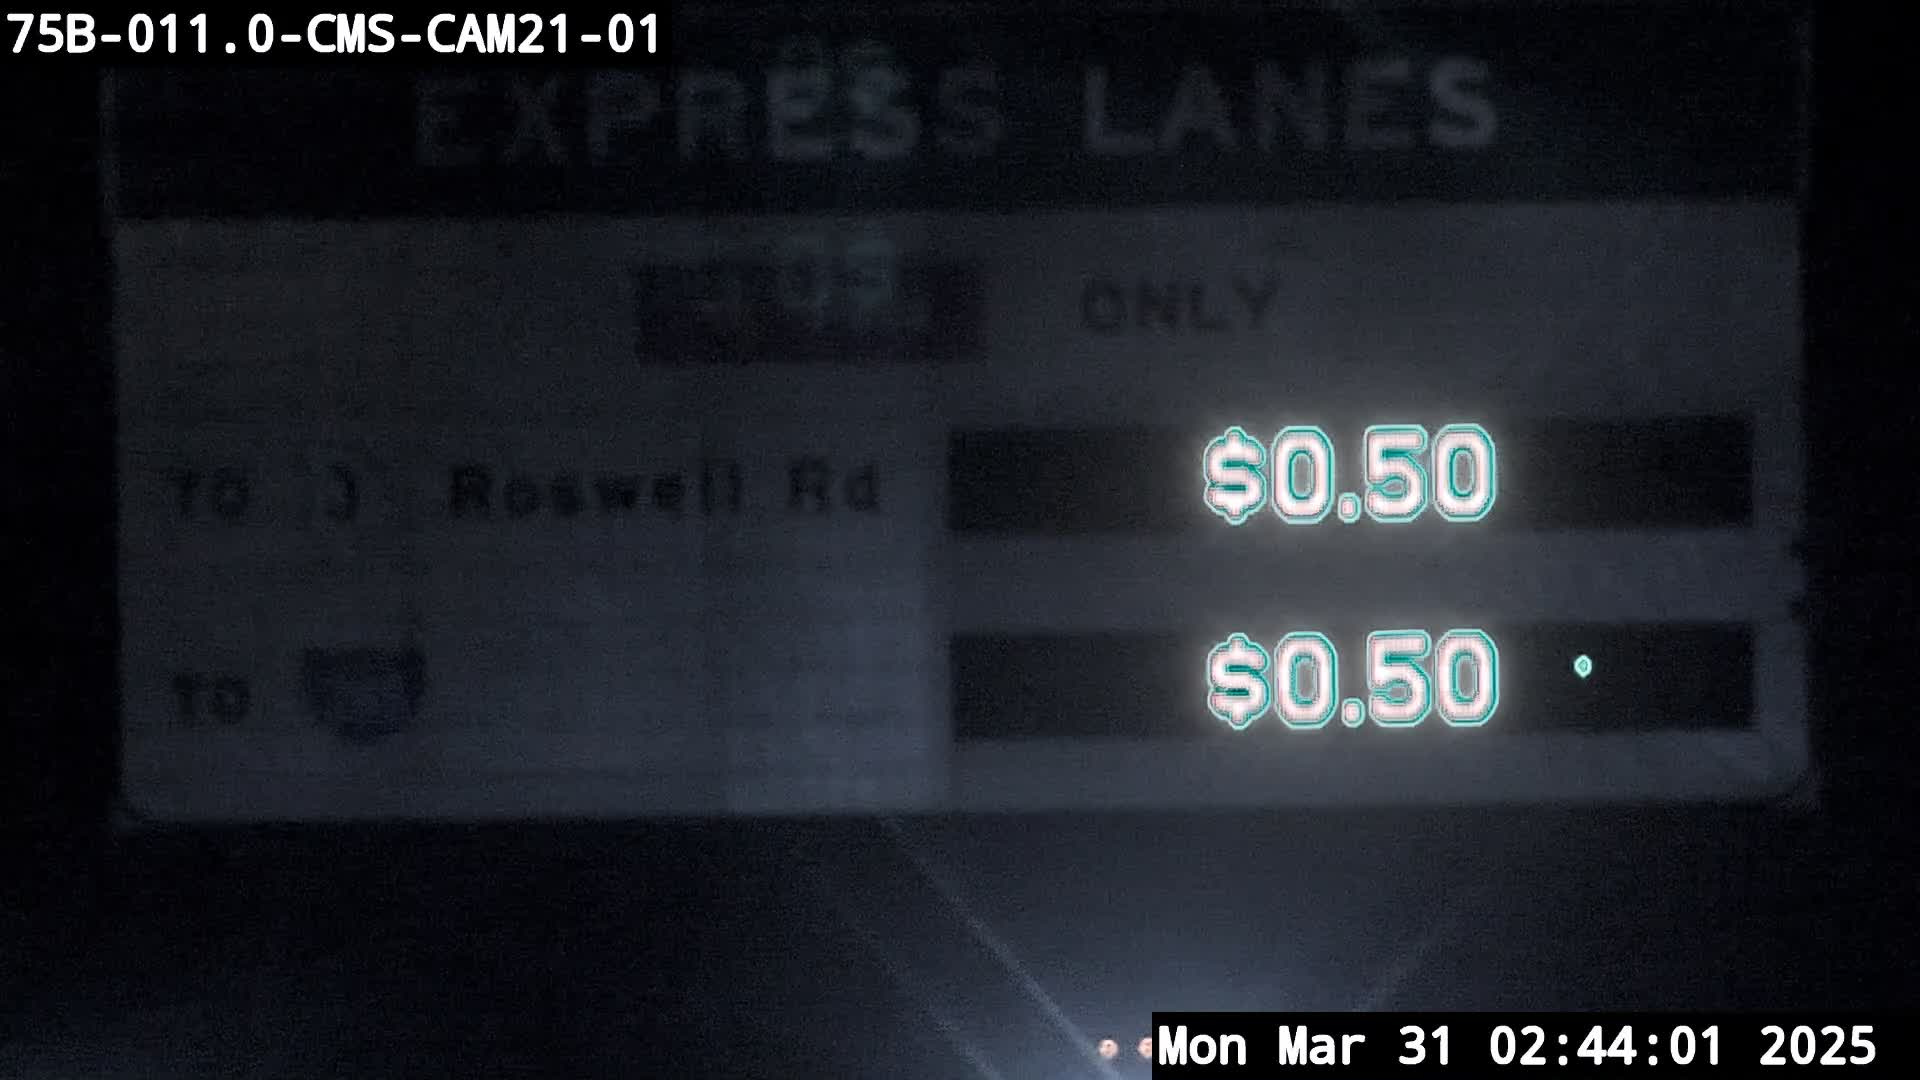 75B-011.0-CMS-CAM21-01
EXPRESS LANES
ONLY
TO Roswell Rd $0.50
TO $0.50
Mon Mar 31 02:44:01 2025